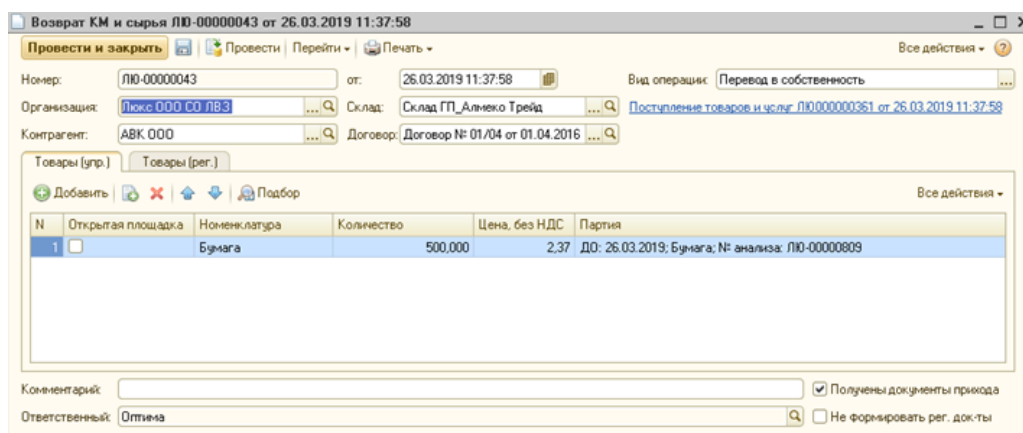 Возврат КМ и сырья ЛЮ-00000043 от 26.03.2019 11:37:58
Провести и закрыть Провести Перейти Печать Все действия
Номер: ЛЮ-00000043 от: 26.03.2019 11:37:58 Вид операции: Перевод в собственность ...
Организация: Люкс ООО СО ЛВЗ ... Склад: Склад ГП_Алмеко Трейд ... Поступление товаров и услуг ЛЮ000000361 от 26.03.2019 11:37:58
Контрагент: АВК ООО ... Договор: Договор № 01/04 от 01.04.2016 ...
Товары (упр.) Товары (рег.)
Добавить Подбор Все действия
N Открытая площадка Номенклатура Количество Цена, без НДС Партия
1 Бумага 500,000 2,37 ДО: 26.03.2019; Бумага; № анализа: ЛЮ-00000809
Комментарий: Получены документы прихода
Ответственный: Оптима Не формировать рег. док-ты